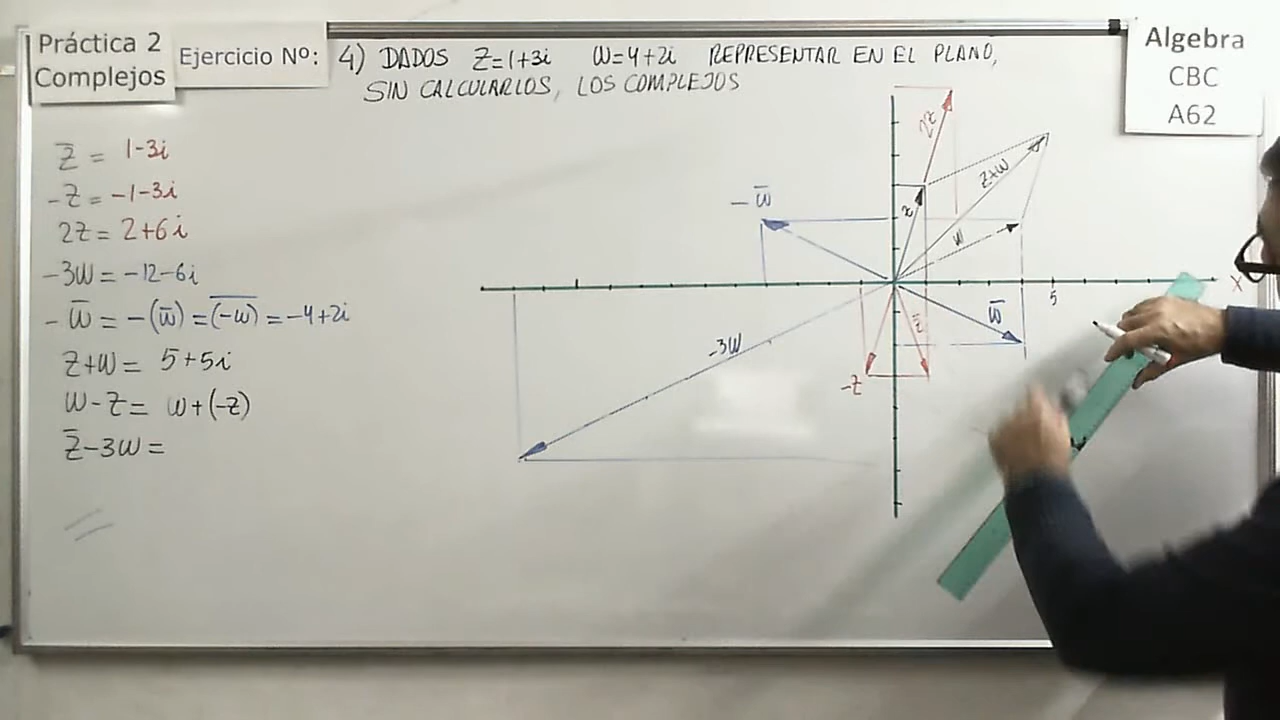 Práctica 2
Complejos
Ejercicio Nº:
4) DADOS Z=1+3i W=4+2i REPRESENTAR EN EL PLANO,
SIN CALCULARLOS, LOS COMPLEJOS
Algebra
CBC
A62
z̅ = 1-3i
-z = -1-3i
2z = 2+6i
-3w = -12-6i
-w̅ = -(w̅) = (-w)̅ = -4+2i
z+w = 5+5i
w-z = w+(-z)
z̅-3w =
2z
z+w
-w̅
z
w
x
5
w̅
z̅
-3w
-z